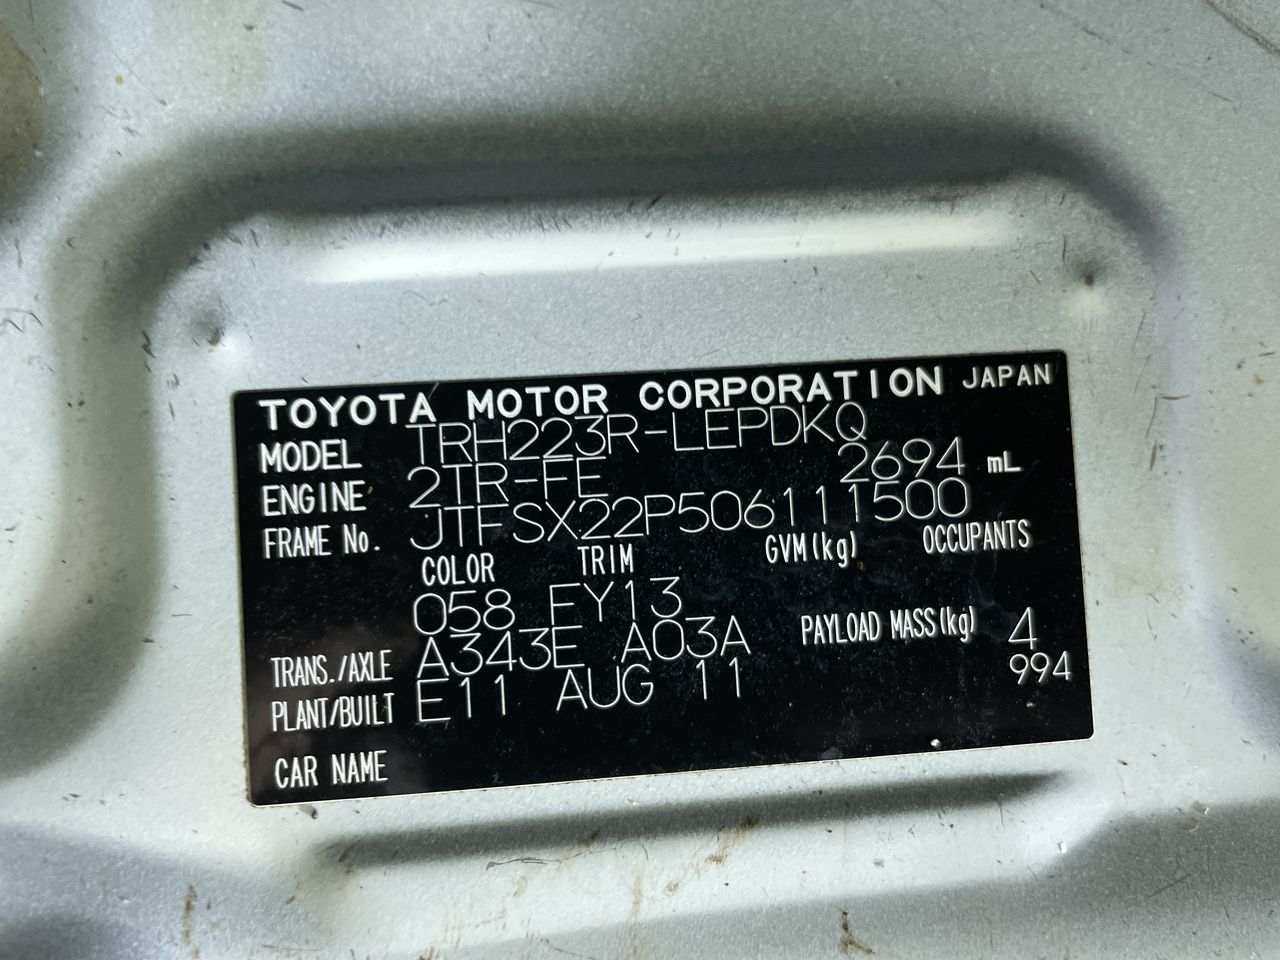 TOYOTA MOTOR CORPORATION JAPAN
MODEL TRH223R-LEPDKQ
ENGINE 2TR-FE 2694 mL
FRAME No. JTFSX22P506111500
COLOR TRIM GVM(kg) OCCUPANTS
058 FY13 4
TRANS./AXLE A343E A03A PAYLOAD MASS(kg) 994
PLANT/BUILT E11 AUG 11
CAR NAME